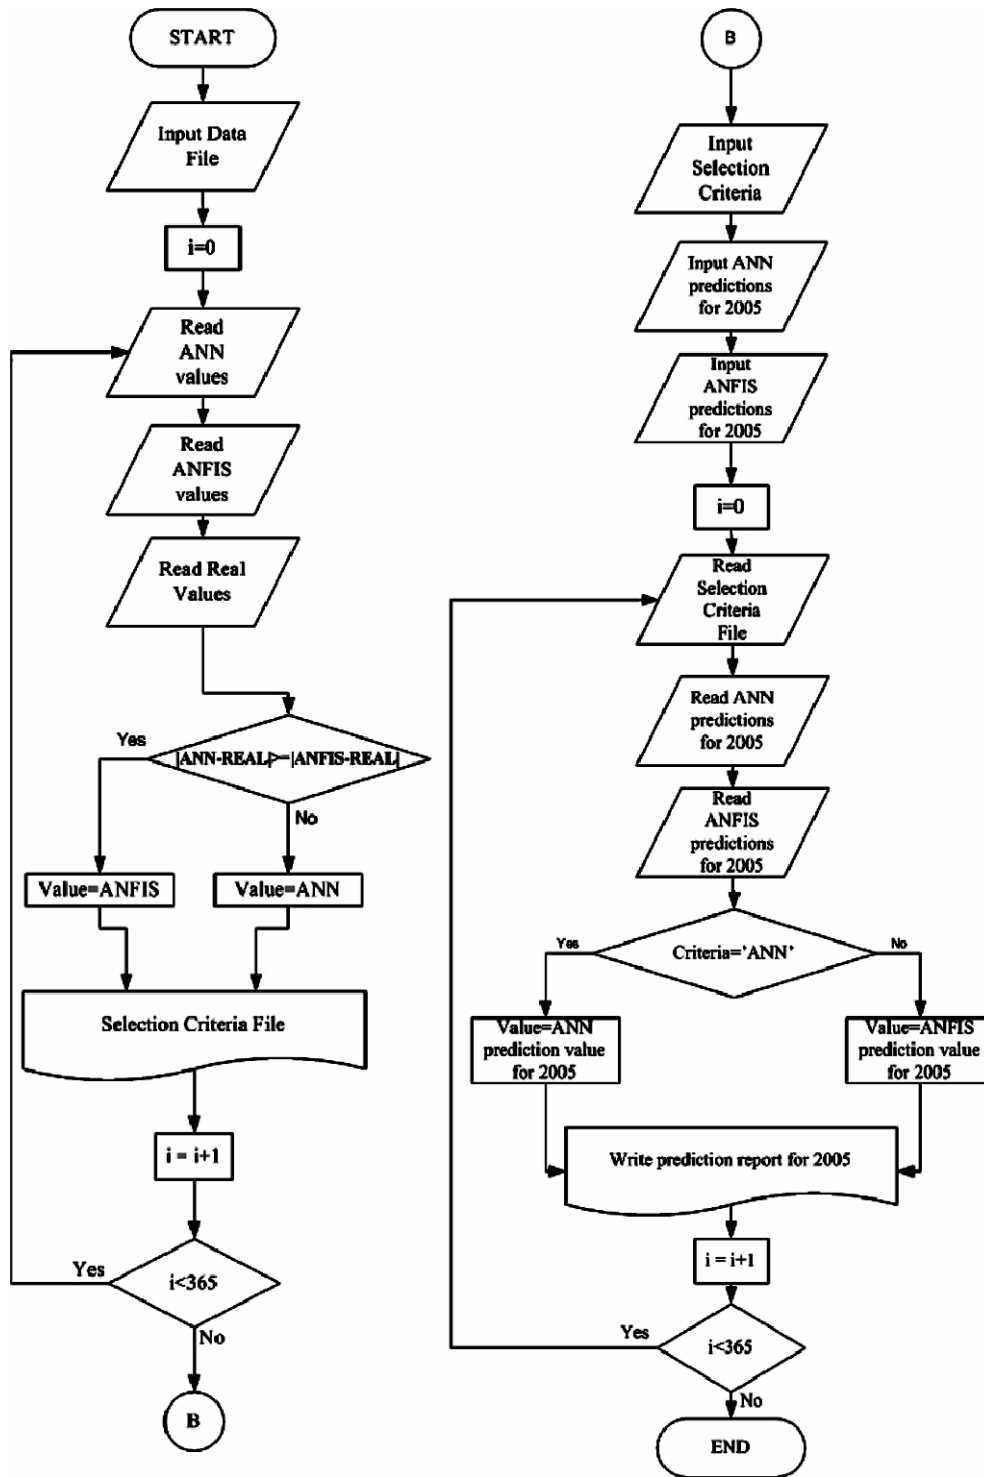 START
Input Data
File
i=0
Read
ANN
values
Read
ANFIS
values
Read Real
Values
Yes
|ANN-REAL|>=|ANFIS-REAL|
No
Value=ANFIS
Value=ANN
Selection Criteria File
i = i+1
Yes
i<365
No
B
B
Input
Selection
Criteria
Input ANN
predictions
for 2005
Input
ANFIS
predictions
for 2005
i=0
Read
Selection
Criteria
File
Read ANN
predictions
for 2005
Read
ANFIS
predictions
for 2005
Yes
Criteria='ANN'
No
Value=ANN
prediction value
for 2005
Value=ANFIS
prediction value
for 2005
Write prediction report for 2005
i = i+1
Yes
i<365
No
END